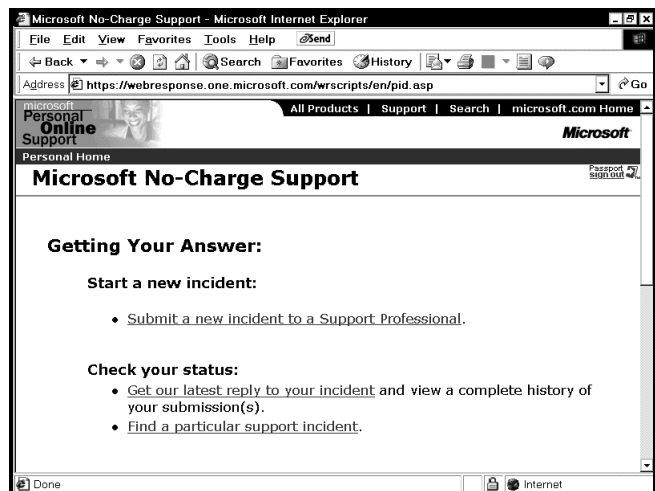 Microsoft No-Charge Support - Microsoft Internet Explorer
File Edit View Favorites Tools Help Send
Back Search Favorites History
Address https://webresponse.one.microsoft.com/wrscripts/en/pid.asp Go
microsoft
Personal
Online
Support
All Products | Support | Search | microsoft.com Home
Microsoft
Personal Home
Microsoft No-Charge Support
Passport
sign out
Getting Your Answer:
Start a new incident:
• Submit a new incident to a Support Professional.
Check your status:
• Get our latest reply to your incident and view a complete history of
your submission(s).
• Find a particular support incident.
Done Internet